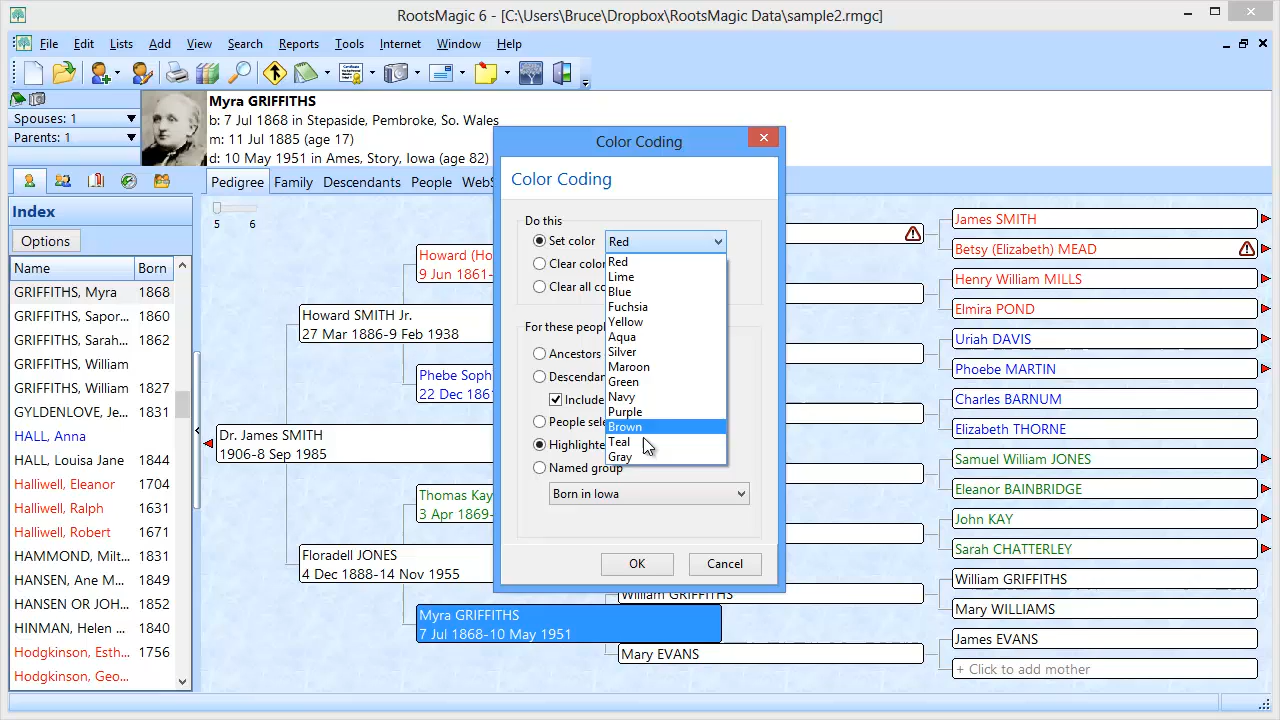 RootsMagic 6 - [C:\Users\Bruce\Dropbox\RootsMagic Data\sample2.rmgc]
File Edit Lists Add View Search Reports Tools Internet Window Help
Spouses: 1
Parents: 1
Myra GRIFFITHS
b: 7 Jul 1868 in Stepaside, Pembroke, So. Wales
m: 11 Jul 1885 (age 17)
d: 10 May 1951 in Ames, Story, Iowa (age 82)
Pedigree Family Descendants People WebS
Index
Options
Name Born
GRIFFITHS, Myra 1868
GRIFFITHS, Sapor... 1860
GRIFFITHS, Sarah... 1862
GRIFFITHS, William
GRIFFITHS, William 1827
GYLDENLOVE, Je... 1831
HALL, Anna
HALL, Louisa Jane 1844
Halliwell, Eleanor 1704
Halliwell, Ralph 1631
Halliwell, Robert 1671
HAMMOND, Milt... 1831
HANSEN, Ane M... 1849
HANSEN OR JOH... 1852
HINMAN, Helen ... 1840
Hodgkinson, Esth... 1756
Hodgkinson, Geo...
5 6
Dr. James SMITH
1906-8 Sep 1985
Howard SMITH Jr.
27 Mar 1886-9 Feb 1938
Floradell JONES
4 Dec 1888-14 Nov 1955
Howard (Ho
9 Jun 1861-
Phebe Soph
22 Dec 186
Thomas Kay
3 Apr 1869-
Myra GRIFFITHS
7 Jul 1868-10 May 1951
William GRIFFITHS
Mary EVANS
Color Coding
Color Coding
Do this
Set color Red
Clear colo
Clear all co
Red
Lime
Blue
Fuchsia
Yellow
Aqua
Silver
Maroon
Green
Navy
Purple
Brown
Teal
Gray
For these peopl
Ancestors
Descendan
Include
People sele
Highlighte
Named group
Born in Iowa
OK Cancel
James SMITH
Betsy (Elizabeth) MEAD
Henry William MILLS
Elmira POND
Uriah DAVIS
Phoebe MARTIN
Charles BARNUM
Elizabeth THORNE
Samuel William JONES
Eleanor BAINBRIDGE
John KAY
Sarah CHATTERLEY
William GRIFFITHS
Mary WILLIAMS
James EVANS
+ Click to add mother